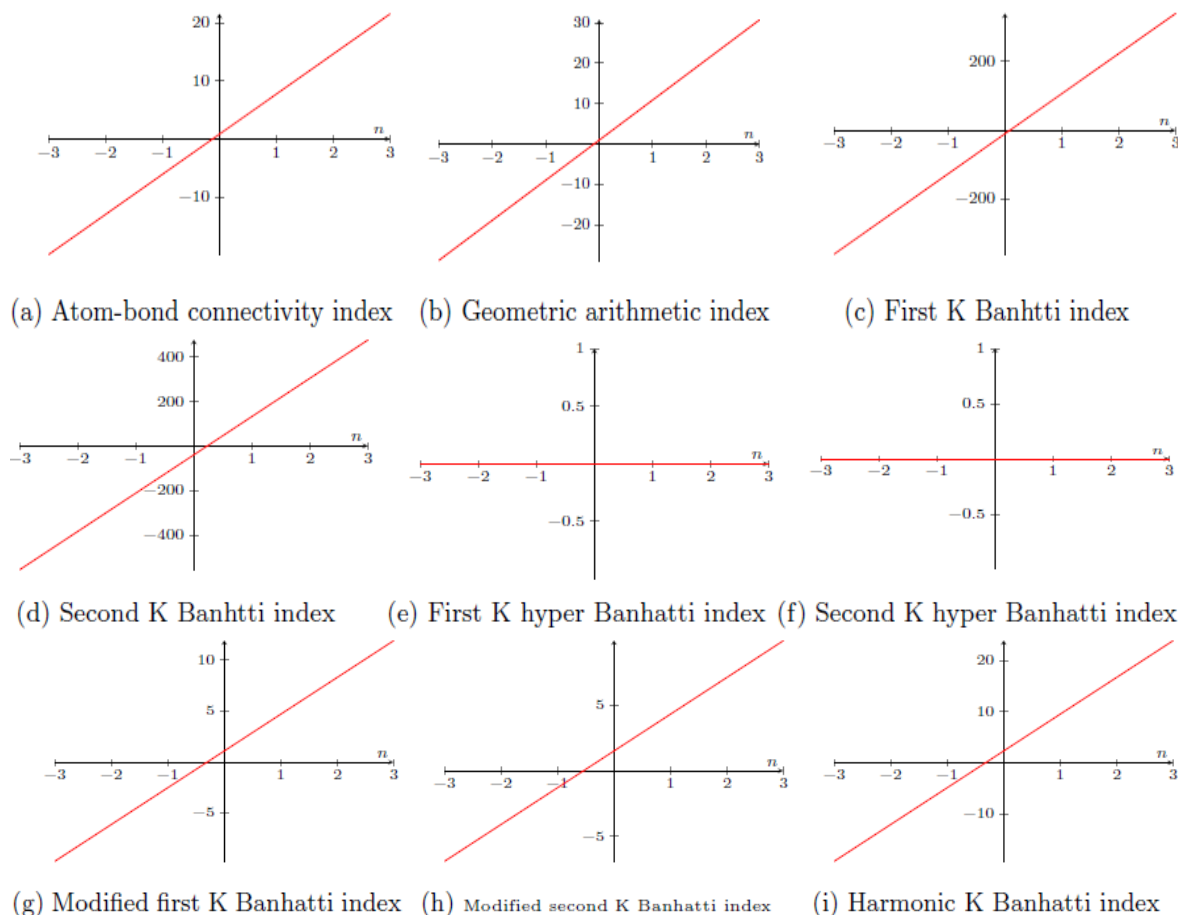 20
10
−10
−3 −2 −1 1 2 3
n
30
20
10
−10
−20
−3 −2 −1 1 2 3
n
200
−200
−3 −2 −1 1 2 3
n
(a) Atom-bond connectivity index (b) Geometric arithmetic index (c) First K Banhtti index
400
200
−200
−400
−3 −2 −1 1 2 3
n
1
0.5
−0.5
−3 −2 −1 1 2 3
n
1
0.5
−0.5
−3 −2 −1 1 2 3
n
(d) Second K Banhtti index (e) First K hyper Banhatti index (f) Second K hyper Banhatti index
10
5
−5
−3 −2 −1 1 2 3
n
5
−5
−3 −2 −1 1 2 3
n
20
10
−10
−3 −2 −1 1 2 3
n
(g) Modified first K Banhatti index (h) Modified second K Banhatti index (i) Harmonic K Banhatti index